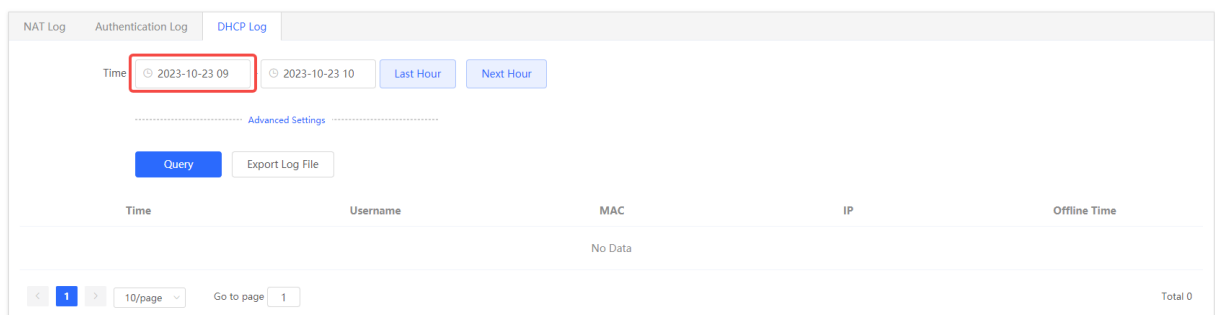 NAT Log Authentication Log DHCP Log
Time 2023-10-23 09 - 2023-10-23 10 Last Hour Next Hour
Advanced Settings
Query Export Log File
Time Username MAC IP Offline Time
No Data
< 1 > 10/page Go to page 1 Total 0